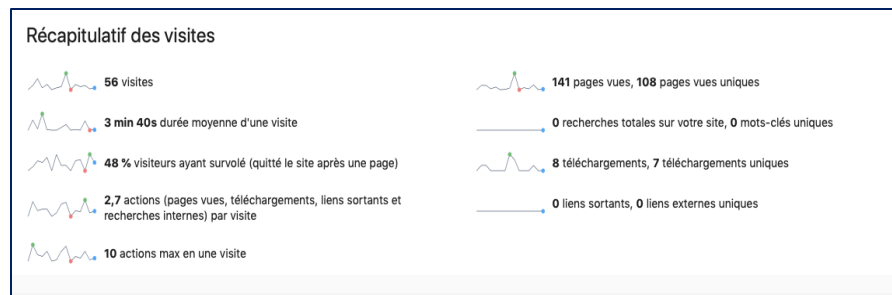 Récapitulatif des visites
56 visites
3 min 40s durée moyenne d'une visite
48 % visiteurs ayant survolé (quitté le site après une page)
2,7 actions (pages vues, téléchargements, liens sortants et
recherches internes) par visite
10 actions max en une visite
141 pages vues, 108 pages vues uniques
0 recherches totales sur votre site, 0 mots-clés uniques
8 téléchargements, 7 téléchargements uniques
0 liens sortants, 0 liens externes uniques